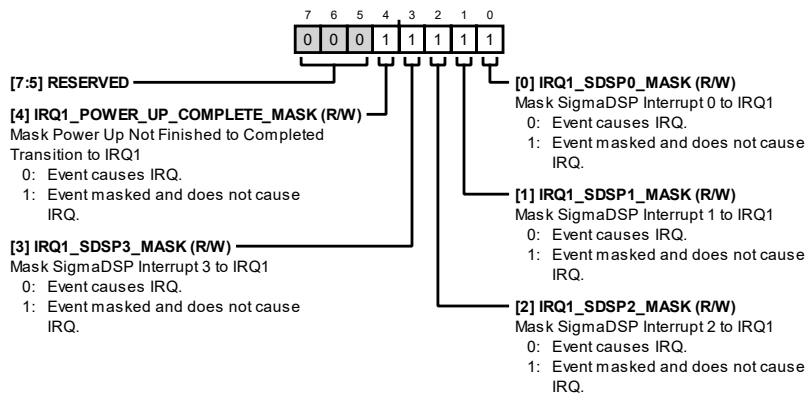 7 6 5 4 3 2 1 0
0 0 0 1 1 1 1 1
[7:5] RESERVED
[4] IRQ1_POWER_UP_COMPLETE_MASK (R/W)
Mask Power Up Not Finished to Completed
Transition to IRQ1
0: Event causes IRQ.
1: Event masked and does not cause
IRQ.
[3] IRQ1_SDSP3_MASK (R/W)
Mask SigmaDSP Interrupt 3 to IRQ1
0: Event causes IRQ.
1: Event masked and does not cause
IRQ.
[0] IRQ1_SDSP0_MASK (R/W)
Mask SigmaDSP Interrupt 0 to IRQ1
0: Event causes IRQ.
1: Event masked and does not cause
IRQ.
[1] IRQ1_SDSP1_MASK (R/W)
Mask SigmaDSP Interrupt 1 to IRQ1
0: Event causes IRQ.
1: Event masked and does not cause
IRQ.
[2] IRQ1_SDSP2_MASK (R/W)
Mask SigmaDSP Interrupt 2 to IRQ1
0: Event causes IRQ.
1: Event masked and does not cause
IRQ.